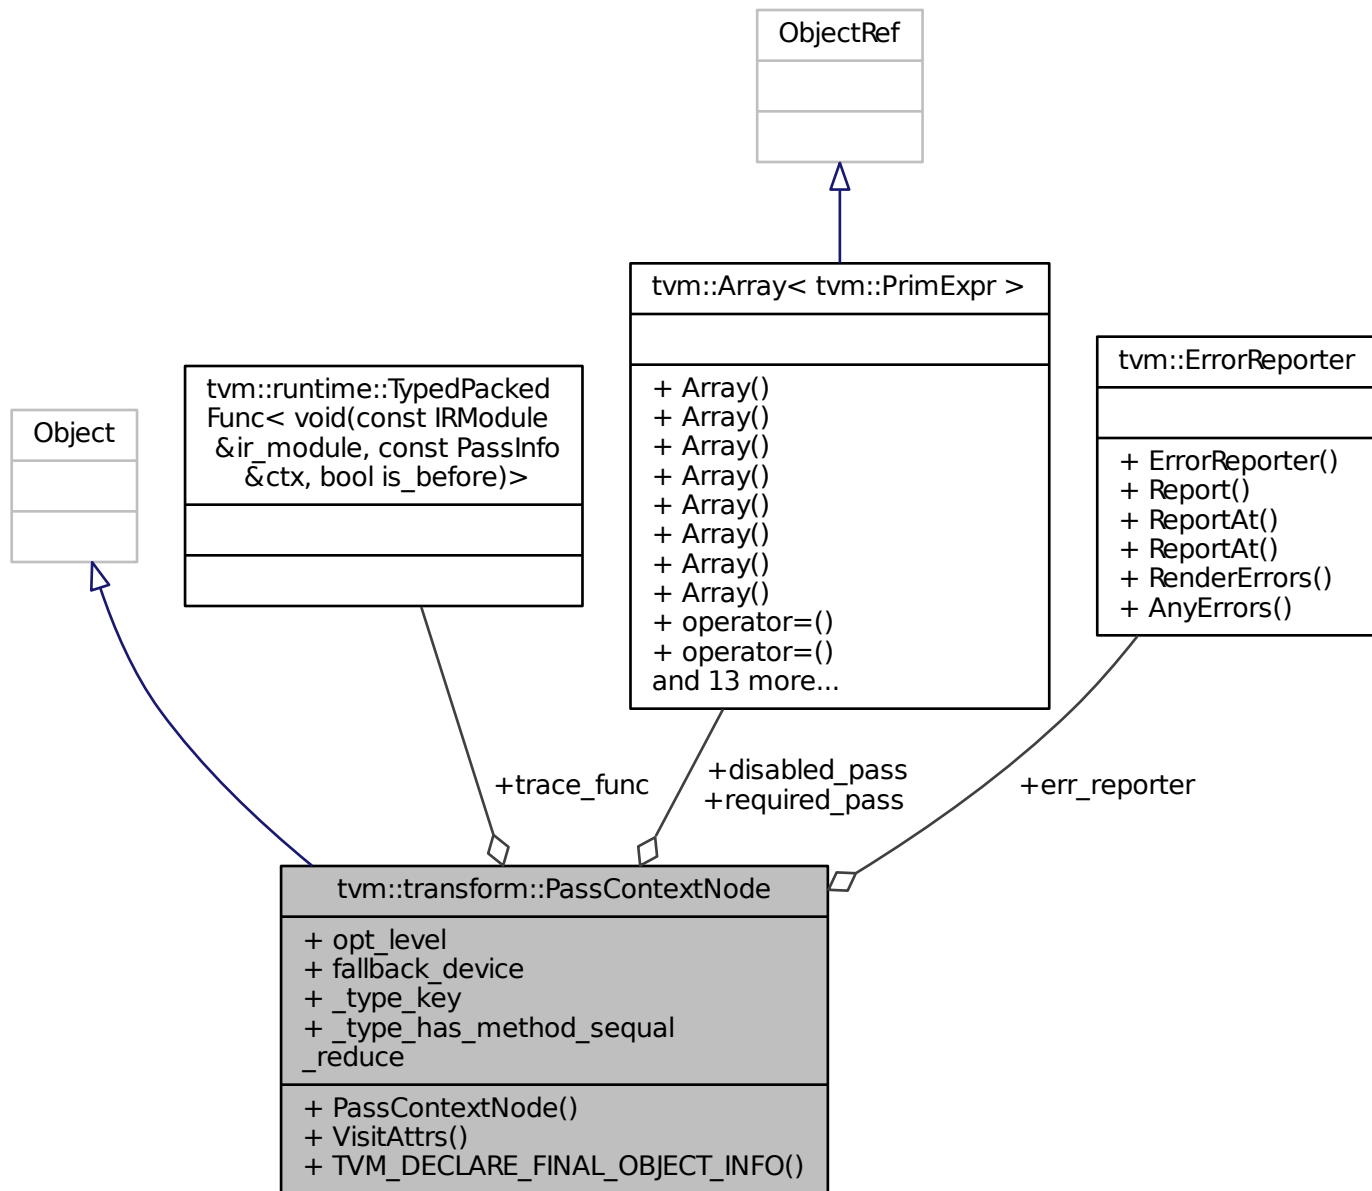 ObjectRef
tvm::Array< tvm::PrimExpr >
+ Array()
+ Array()
+ Array()
+ Array()
+ Array()
+ Array()
+ Array()
+ Array()
+ operator=()
+ operator=()
and 13 more...
tvm::ErrorReporter
+ ErrorReporter()
+ Report()
+ ReportAt()
+ ReportAt()
+ RenderErrors()
+ AnyErrors()
tvm::runtime::TypedPacked
Func< void(const IRModule
&ir_module, const PassInfo
&ctx, bool is_before)>
Object
+trace_func
+disabled_pass
+required_pass
+err_reporter
tvm::transform::PassContextNode
+ opt_level
+ fallback_device
+ _type_key
+ _type_has_method_sequal
_reduce
+ PassContextNode()
+ VisitAttrs()
+ TVM_DECLARE_FINAL_OBJECT_INFO()